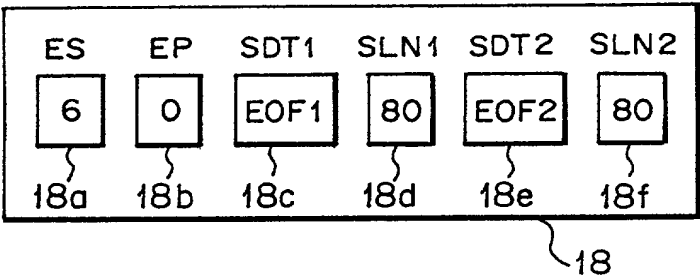 ES EP SDT1 SLN1 SDT2 SLN2
6 0 EOF1 80 EOF2 80
18a 18b 18c 18d 18e 18f
18